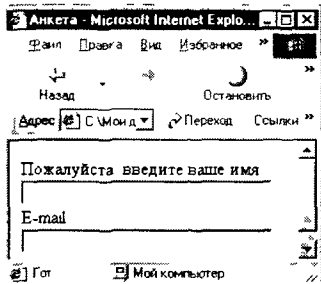 Анкета - Microsoft Internet Explo...
Файл Правка Вид Избранное »
Назад Остановить »
Адрес C:\Мои д Переход Ссылки »
Пожалуйста введите ваше имя
E-mail
Гот Мой компьютер